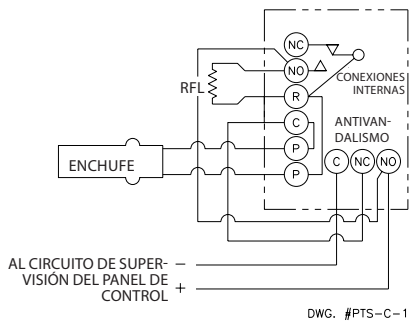 NC
NO
RFL
R
CONEXIONES
INTERNAS
C
ANTIVAN-
DALISMO
P
ENCHUFE
P
C NC NO
AL CIRCUITO DE SUPER- −
VISIÓN DEL PANEL DE
CONTROL +
DWG. #PTS-C-1